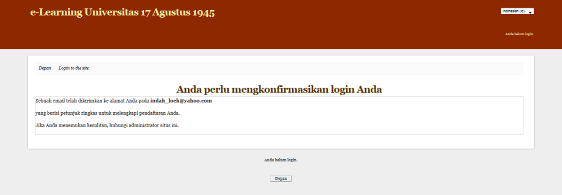 e-Learning Universitas 17 Agustus 1945
Indonesian (id)
Anda belum login.
Depan Login to the site
Anda perlu mengkonfirmasikan login Anda
Sebuah email telah dikirimkan ke alamat Anda pada indah_loeh@yahoo.com
yang berisi petunjuk ringkas untuk melengkapi pendaftaran Anda.
Jika Anda menemukan kesulitan, hubungi administrator situs ini.
Anda belum login.
Depan